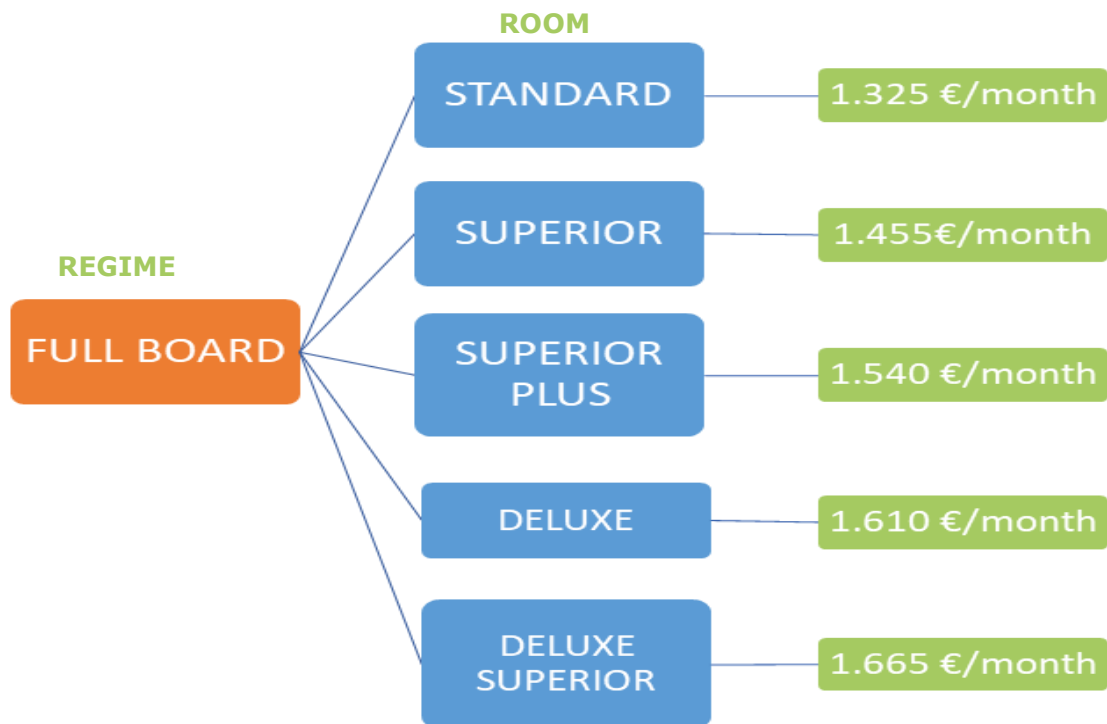 ROOM
STANDARD
1.325 €/month
SUPERIOR
1.455€/month
REGIME
FULL BOARD
SUPERIOR
PLUS
1.540 €/month
DELUXE
1.610 €/month
DELUXE
SUPERIOR
1.665 €/month